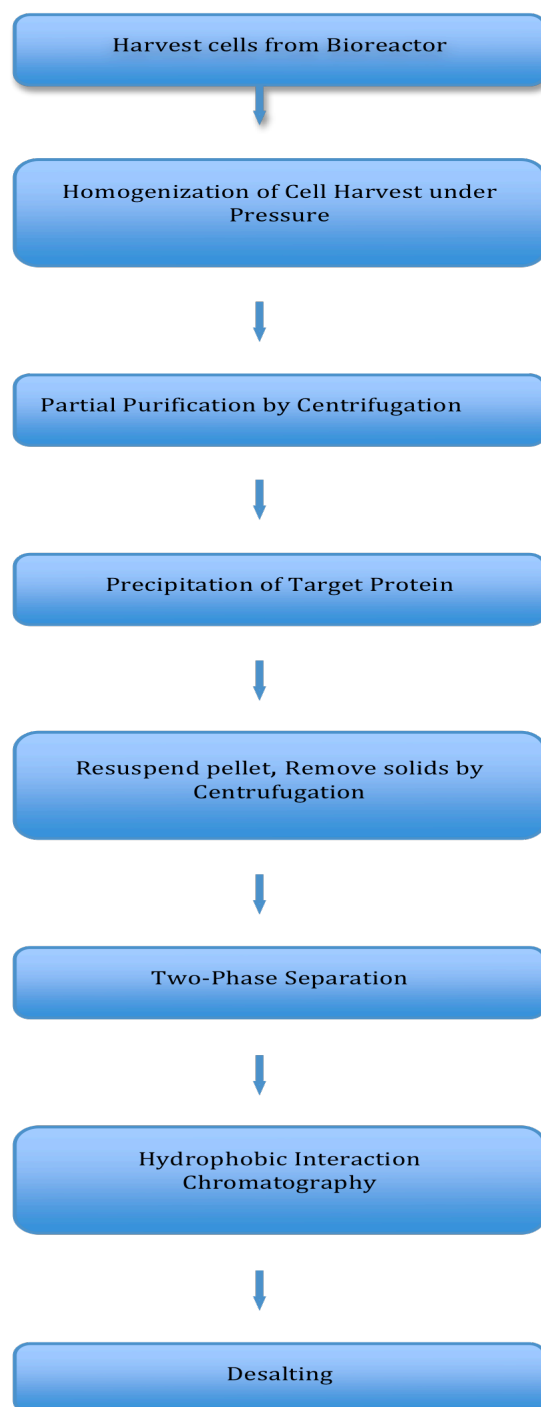 Harvest cells from Bioreactor
Homogenization of Cell Harvest under
Pressure
Partial Purification by Centrifugation
Precipitation of Target Protein
Resuspend pellet, Remove solids by
Centrufugation
Two-Phase Separation
Hydrophobic Interaction
Chromatography
Desalting